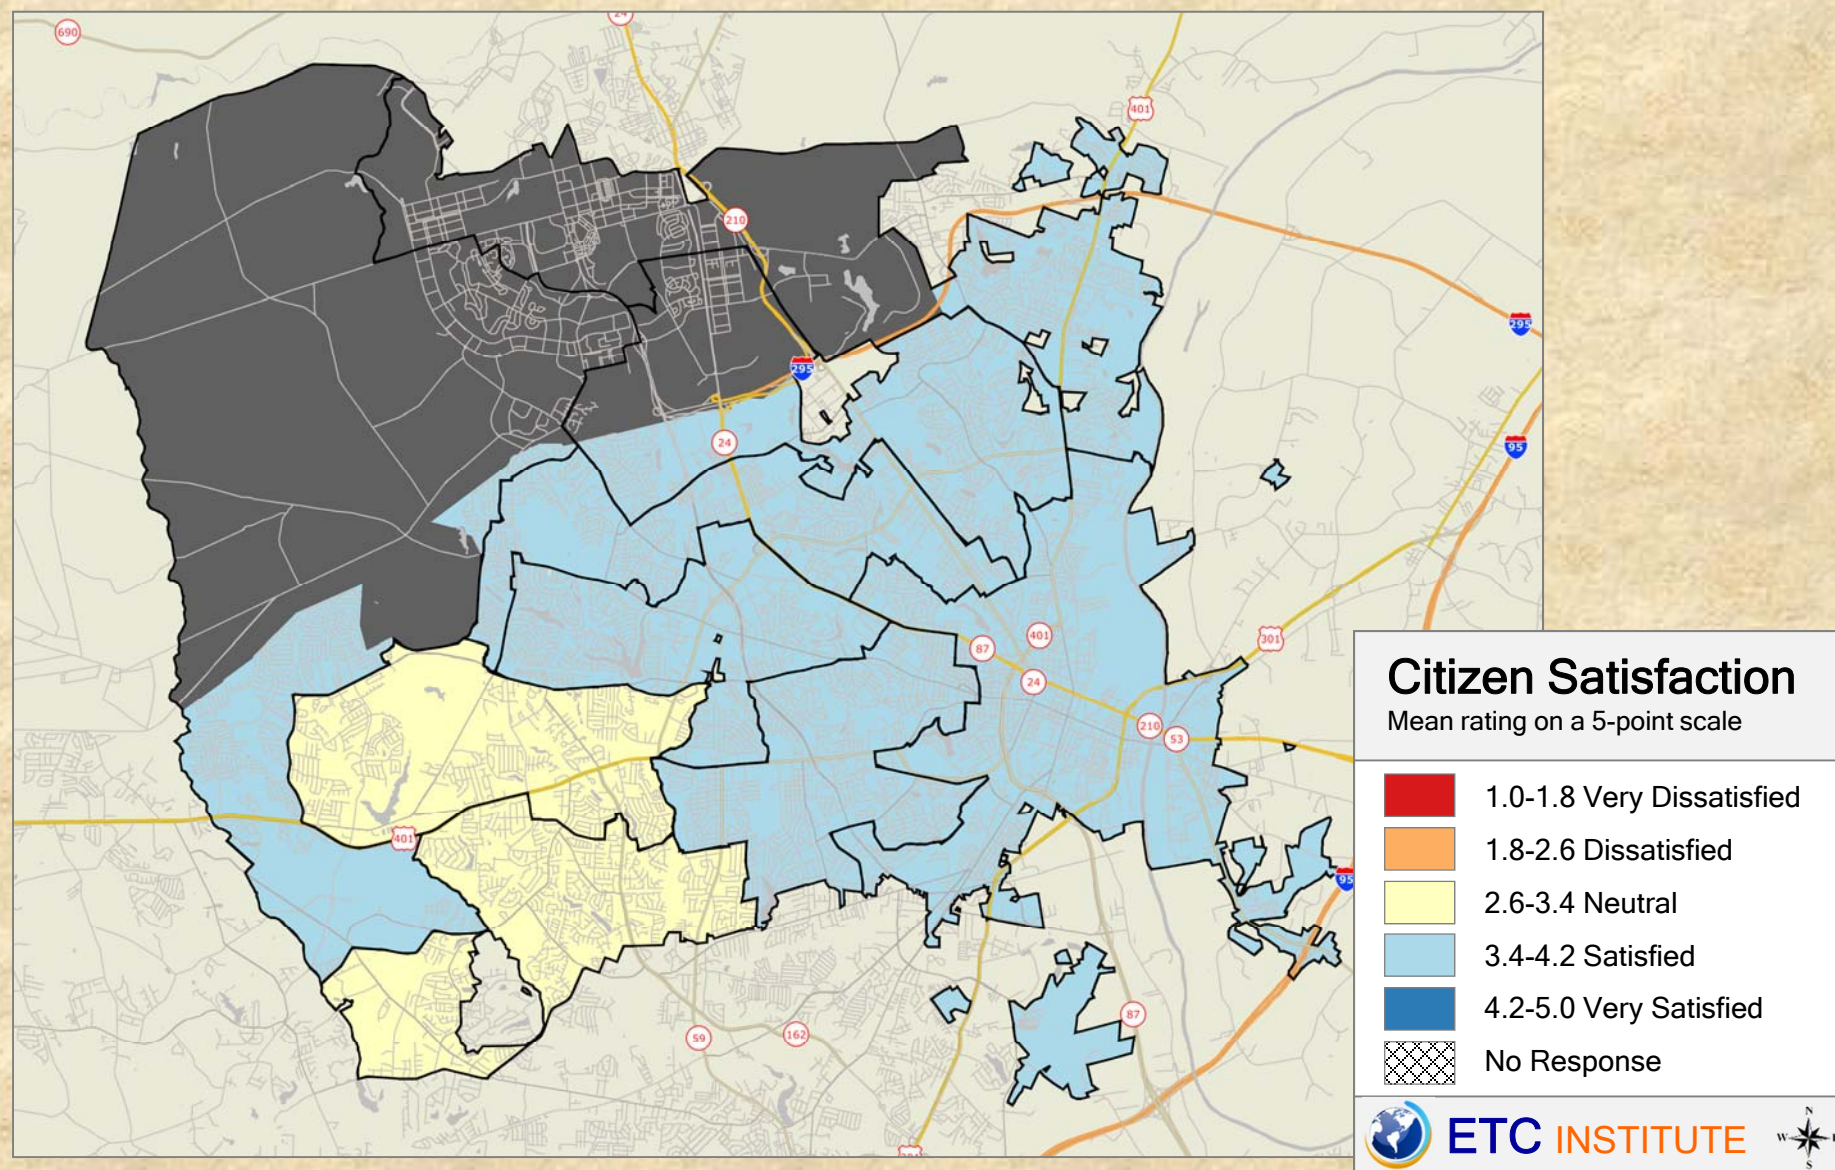 690
24
401
210
295
295
24
95
87
401
301
24
210
53
401
95
87
59
162
Citizen Satisfaction
Mean rating on a 5-point scale
1.0-1.8 Very Dissatisfied
1.8-2.6 Dissatisfied
2.6-3.4 Neutral
3.4-4.2 Satisfied
4.2-5.0 Very Satisfied
No Response
ETC INSTITUTE
N
W
S